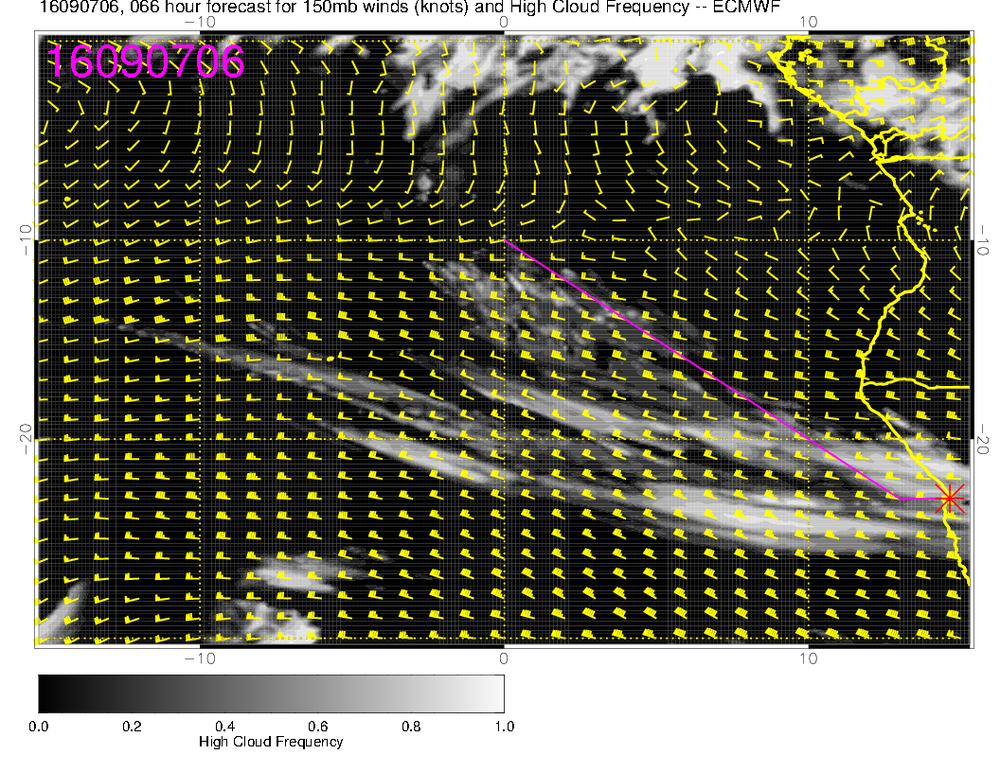 16090706, 066 hour forecast for 150mb winds (knots) and High Cloud Frequency -- ECMWF
−10 0 10
16090706
−10 −10
−20 −20
−10 0 10
0.0 0.2 0.4 0.6 0.8 1.0
High Cloud Frequency